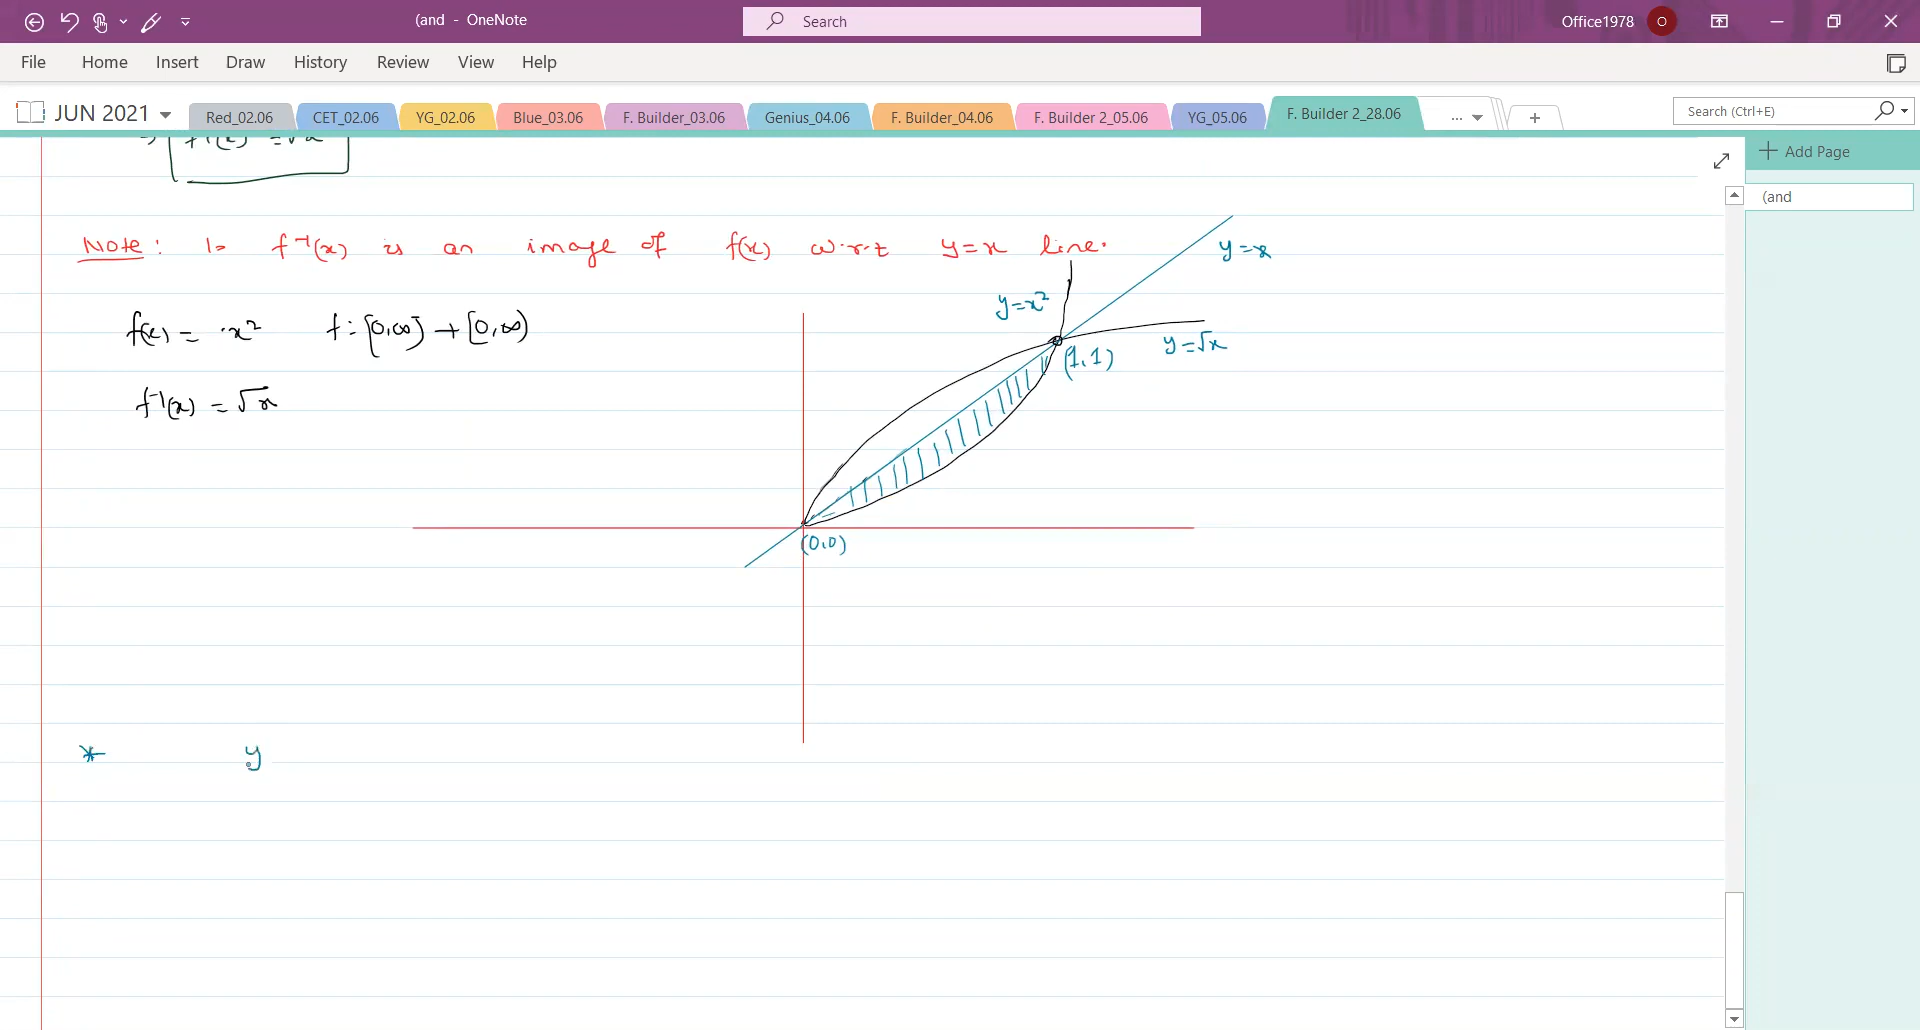 (and - OneNote
Search
Office1978
O
File Home Insert Draw History Review View Help
JUN 2021
Red_02.06 CET_02.06 YG_02.06 Blue_03.06 F. Builder_03.06 Genius_04.06 F. Builder_04.06 F. Builder 2_05.06 YG_05.06 F. Builder 2_28.06 ... +
Search (Ctrl+E)
Add Page
(and
Note: 1> f⁻¹(x) is an image of f(x) w.r.t y=x line.
y=x
y=x²
f(x) = x² f: [0,∞) → [0,∞)
y=√x
(1,1)
f⁻¹(x) = √x
(0,0)
* y